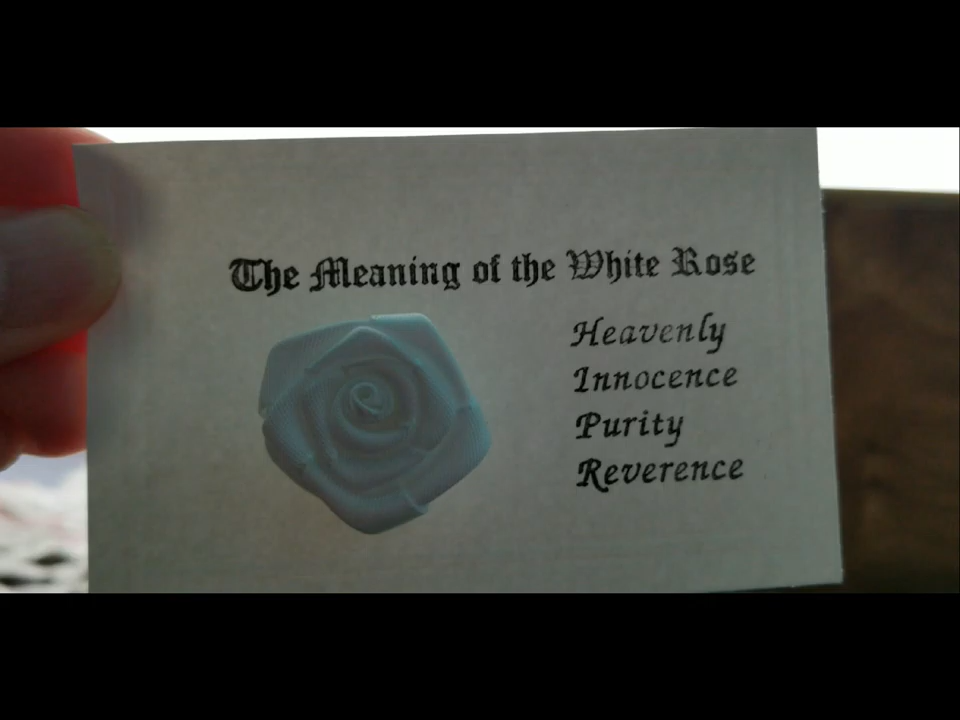 The Meaning of the White Rose
Heavenly
Innocence
Purity
Reverence